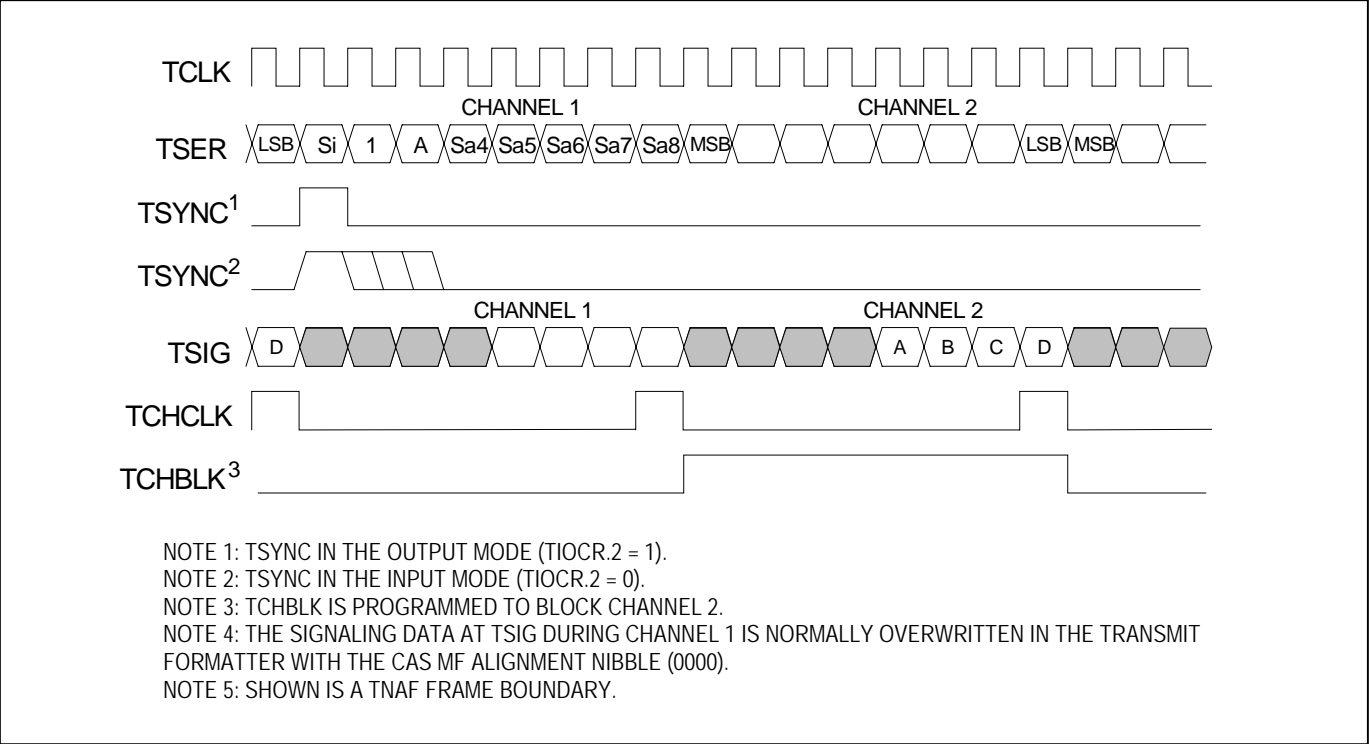 TCLK
CHANNEL 1 CHANNEL 2
TSER LSB Si 1 A Sa4 Sa5 Sa6 Sa7 Sa8 MSB LSB MSB
TSYNC1
TSYNC2
CHANNEL 1 CHANNEL 2
TSIG D A B C D
TCHCLK
TCHBLK3
NOTE 1: TSYNC IN THE OUTPUT MODE (TIOCR.2 = 1).
NOTE 2: TSYNC IN THE INPUT MODE (TIOCR.2 = 0).
NOTE 3: TCHBLK IS PROGRAMMED TO BLOCK CHANNEL 2.
NOTE 4: THE SIGNALING DATA AT TSIG DURING CHANNEL 1 IS NORMALLY OVERWRITTEN IN THE TRANSMIT
FORMATTER WITH THE CAS MF ALIGNMENT NIBBLE (0000).
NOTE 5: SHOWN IS A TNAF FRAME BOUNDARY.